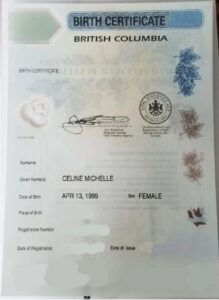 BIRTH CERTIFICATE
BRITISH COLUMBIA
BIRTH CERTIFICATE
Surname
Given Name(s) CELINE MICHELLE
Date of Birth APR 13, 1999 Sex FEMALE
Place of Birth
Registration Number
Date of Registration Date of Issue